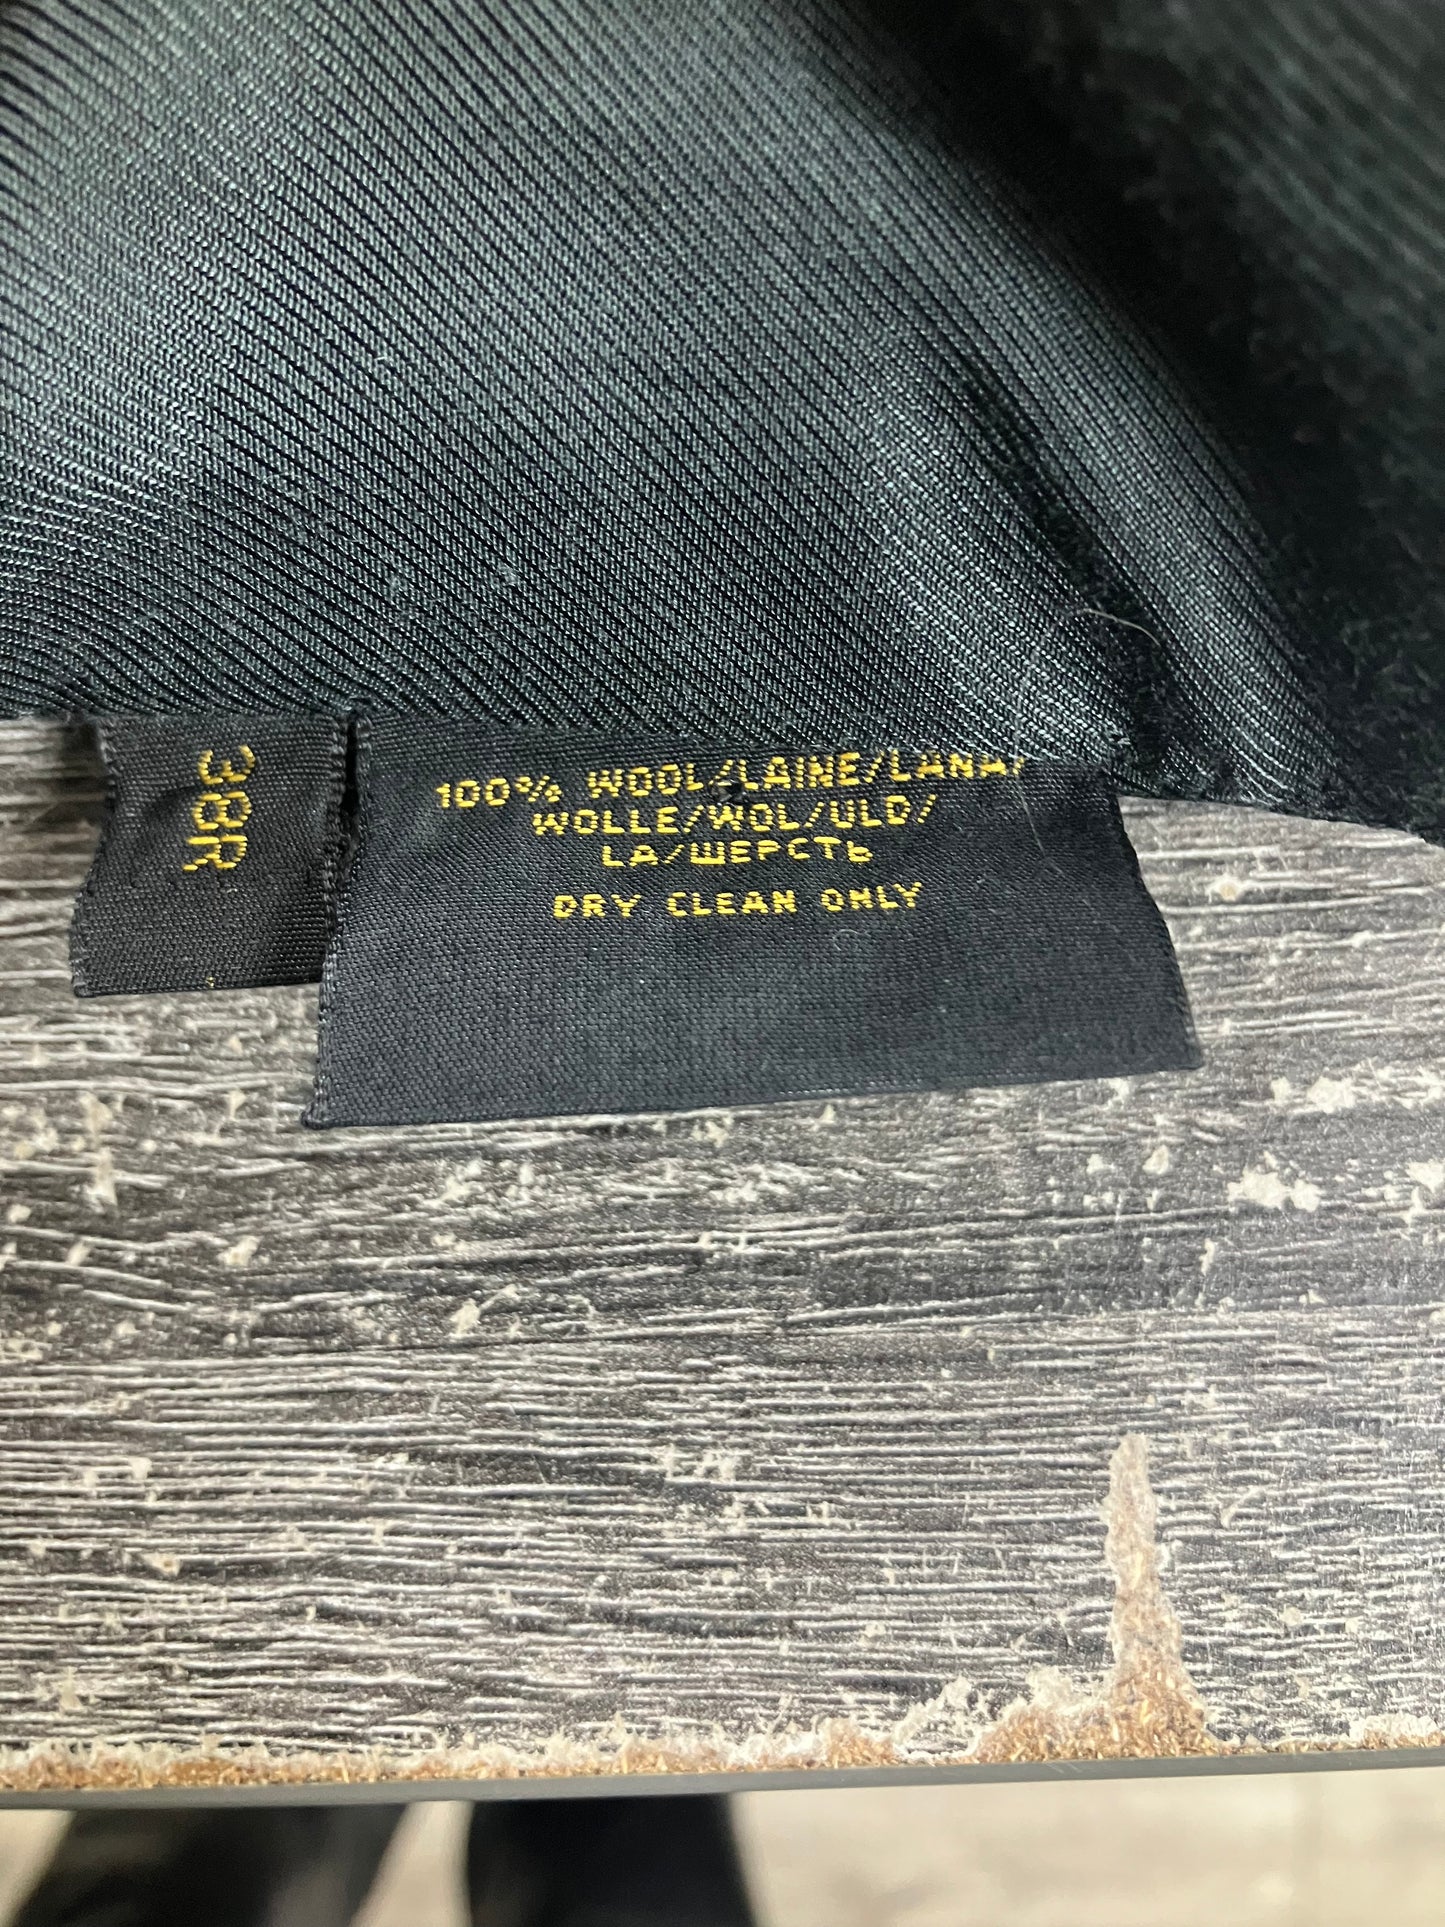 38R
100% WOOL/LAINE/LANA/
WOLLE/WOL/ULD/
LA/ШЕРСТЬ
DRY CLEAN ONLY